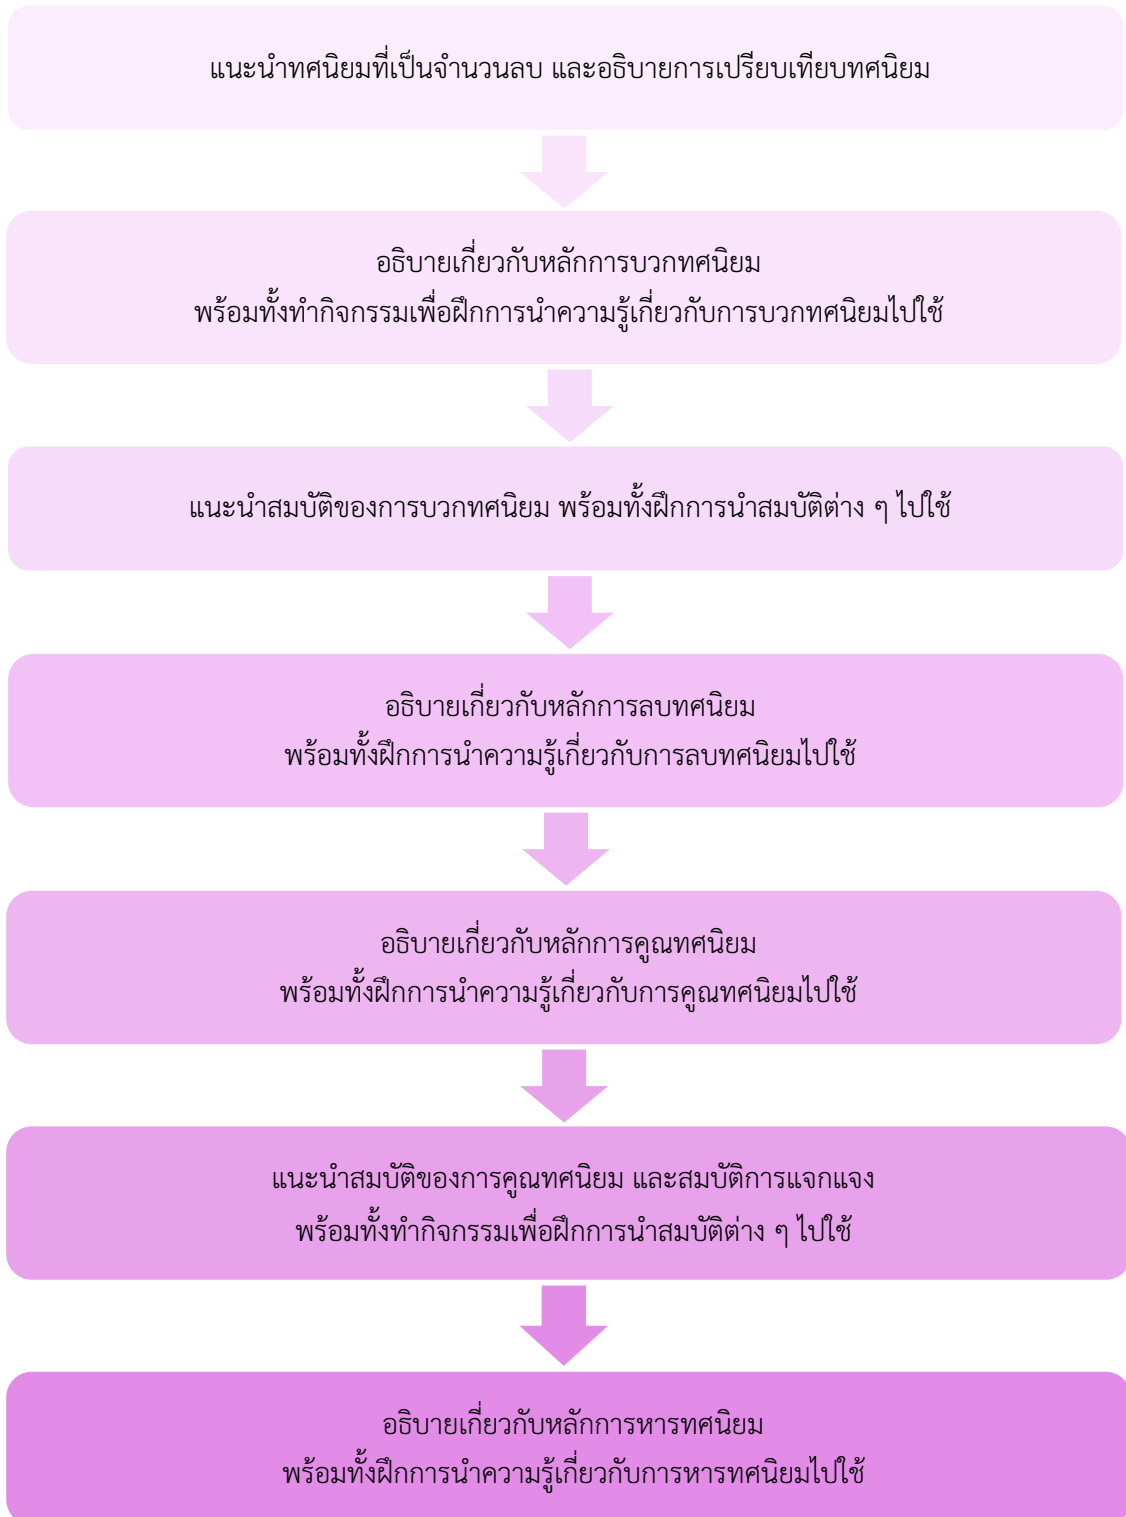 แนะนำทศนิยมที่เป็นจำนวนลบ และอธิบายการเปรียบเทียบทศนิยม
อธิบายเกี่ยวกับหลักการบวกทศนิยม
พร้อมทั้งทำกิจกรรมเพื่อฝึกการนำความรู้เกี่ยวกับการบวกทศนิยมไปใช้
แนะนำสมบัติของการบวกทศนิยม พร้อมทั้งฝึกการนำสมบัติต่าง ๆ ไปใช้
อธิบายเกี่ยวกับหลักการลบทศนิยม
พร้อมทั้งฝึกการนำความรู้เกี่ยวกับการลบทศนิยมไปใช้
อธิบายเกี่ยวกับหลักการคูณทศนิยม
พร้อมทั้งฝึกการนำความรู้เกี่ยวกับการคูณทศนิยมไปใช้
แนะนำสมบัติของการคูณทศนิยม และสมบัติการแจกแจง
พร้อมทั้งทำกิจกรรมเพื่อฝึกการนำสมบัติต่าง ๆ ไปใช้
อธิบายเกี่ยวกับหลักการหารทศนิยม
พร้อมทั้งฝึกการนำความรู้เกี่ยวกับการหารทศนิยมไปใช้